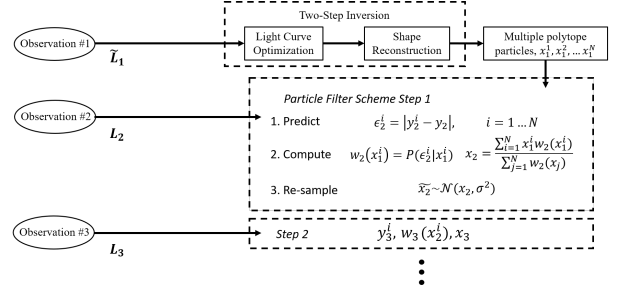 Two-Step Inversion
Observation #1
L̃₁
Light Curve
Optimization
Shape
Reconstruction
Multiple polytope
particles, x₁¹, x₁², … x₁ᴺ
Observation #2
L₂
Particle Filter Scheme Step 1
1. Predict ϵ₂ⁱ = |y₂ⁱ − y₂|, i = 1 … N
2. Compute w₂(x₁ⁱ) = P(ϵ₂ⁱ|x₁ⁱ) x₂ = ∑ᵢ₌₁ᴺ x₁ⁱ w₂(x₁ⁱ) / ∑ⱼ₌₁ᴺ w₂(xⱼ)
3. Re-sample x̃₂~𝒩(x₂, σ²)
Observation #3
L₃
Step 2 y₃ⁱ, w₃ (x₂ⁱ), x₃